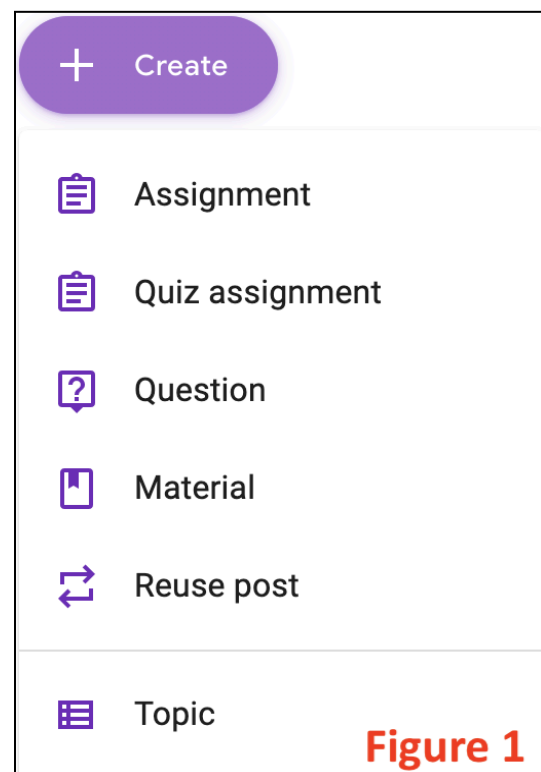 Create
Assignment
Quiz assignment
Question
Material
Reuse post
Topic
Figure 1